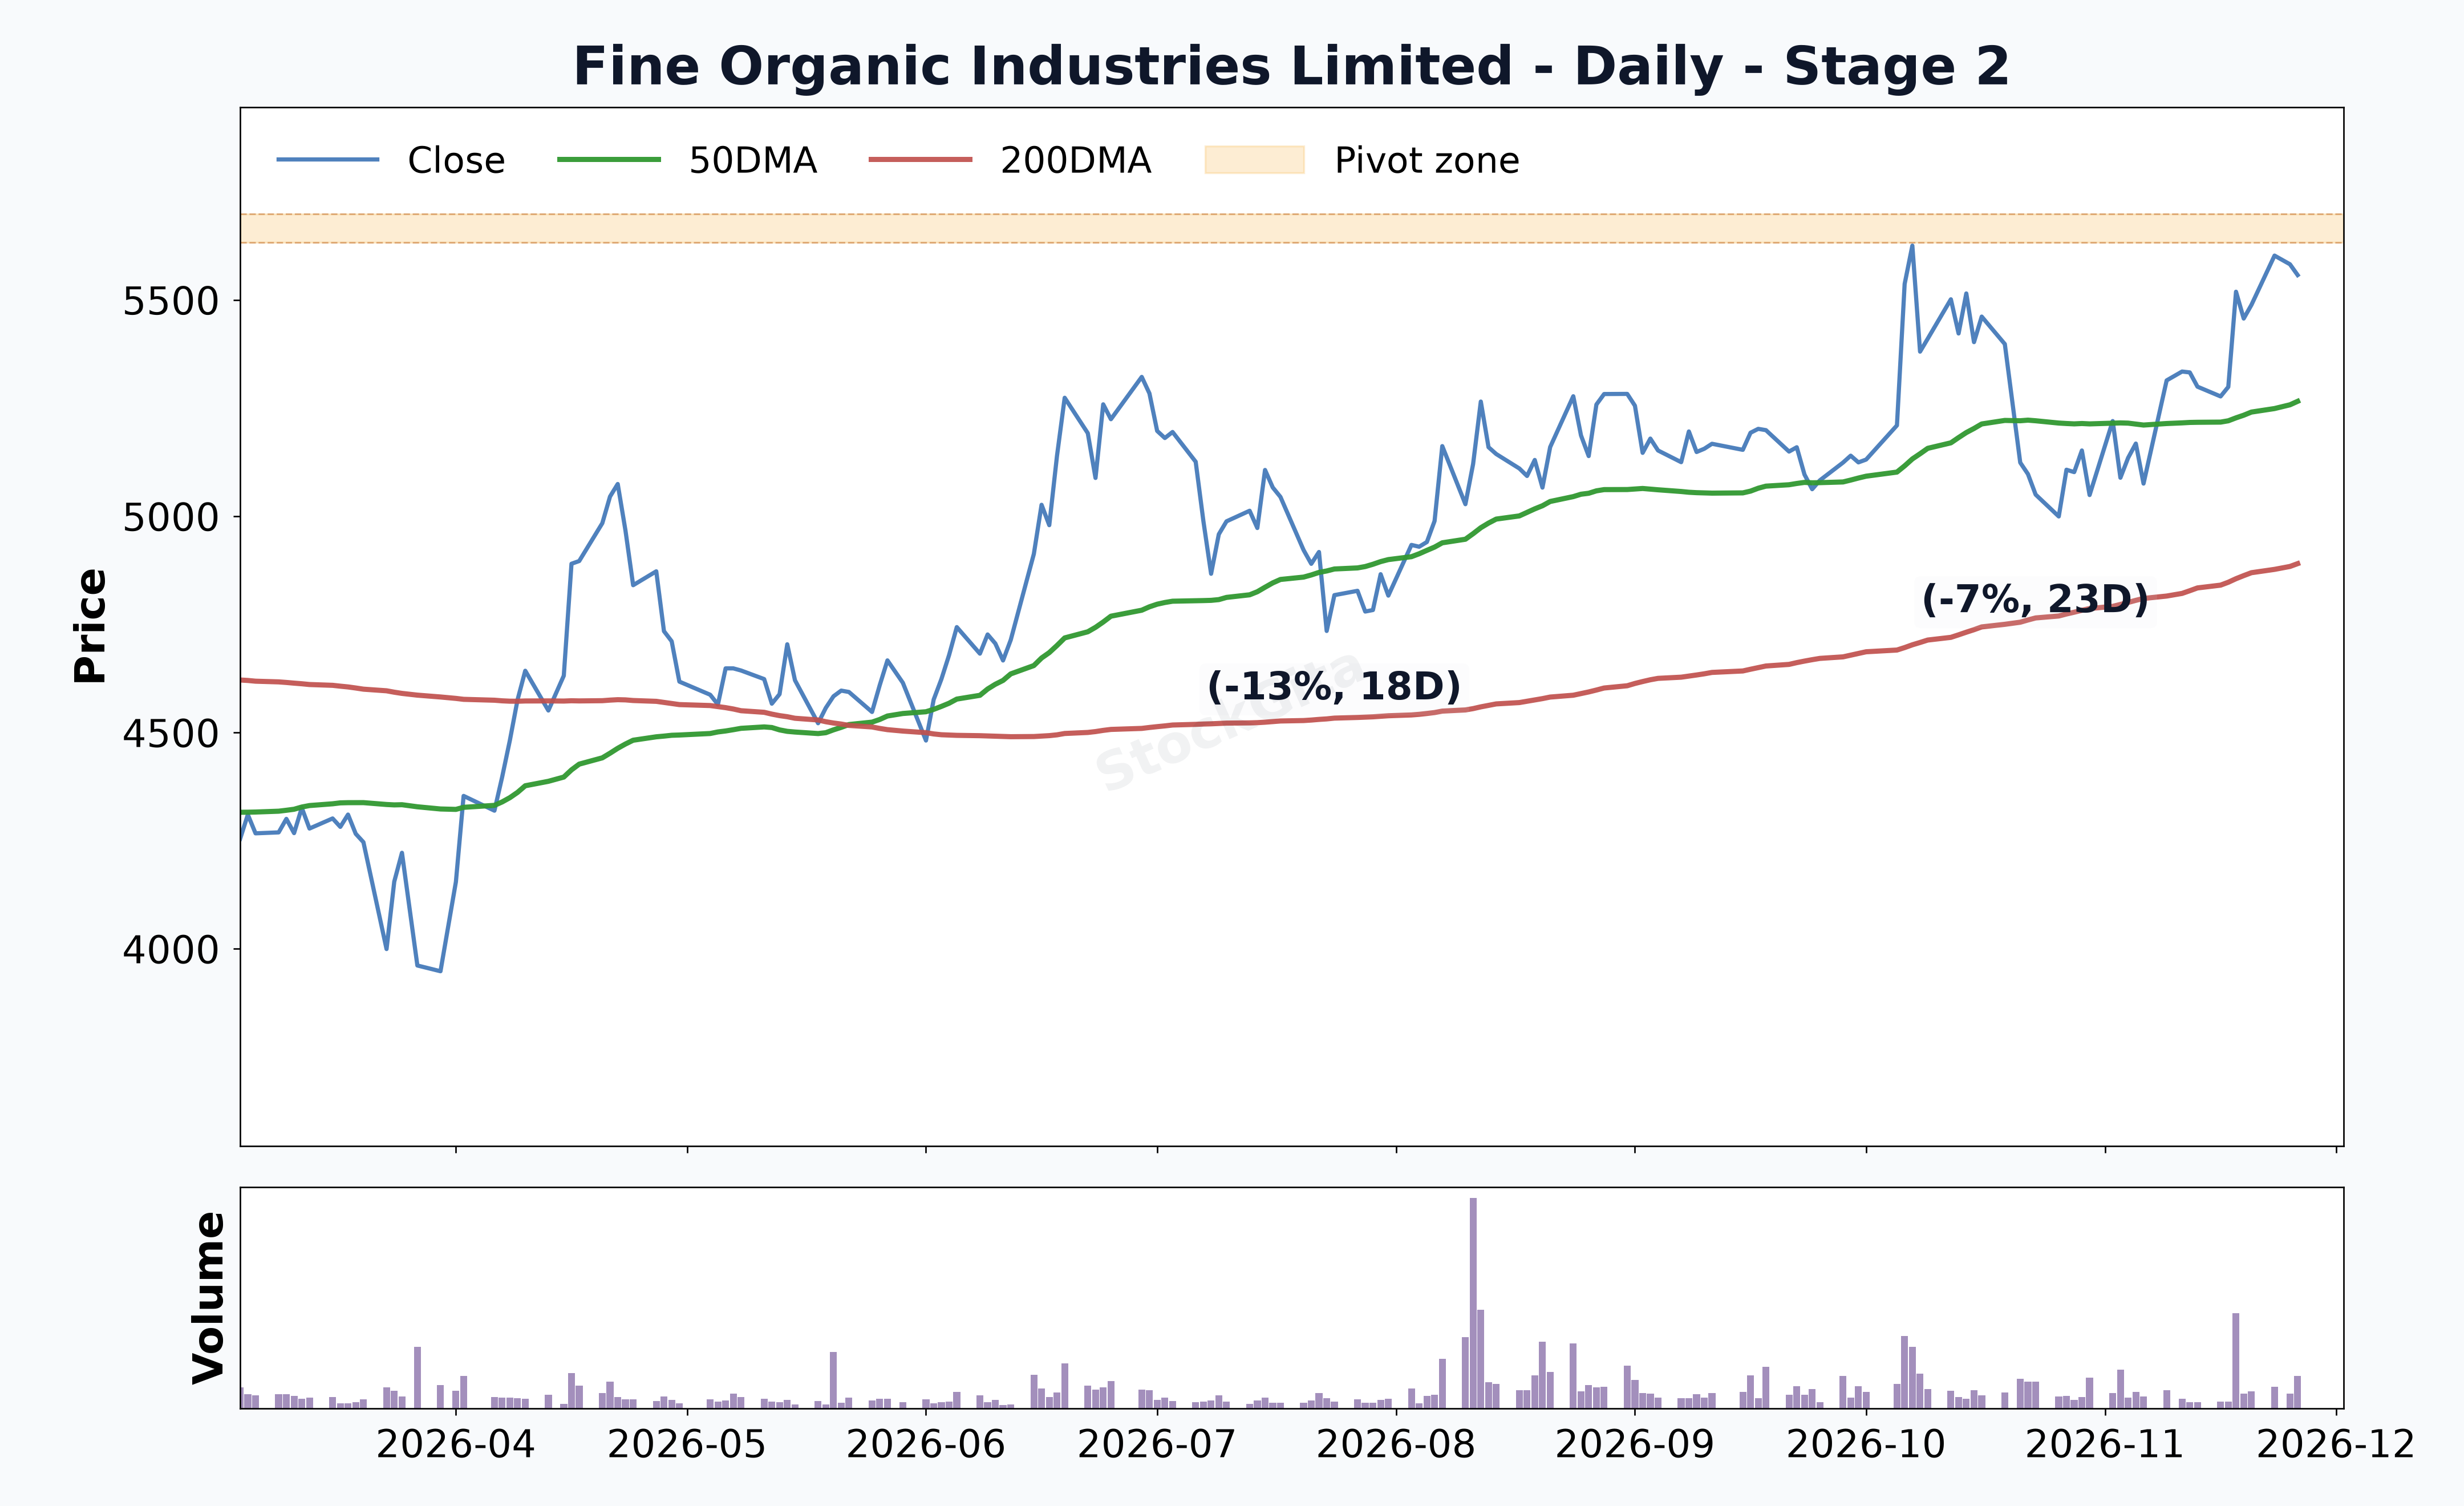 Fine Organic Industries Limited - Daily - Stage 2
Close 50DMA 200DMA Pivot zone
Price
5500
5000
4500
4000
(-7%, 23D)
(-13%, 18D)
StockGita
Volume
2026-04 2026-05 2026-06 2026-07 2026-08 2026-09 2026-10 2026-11 2026-12